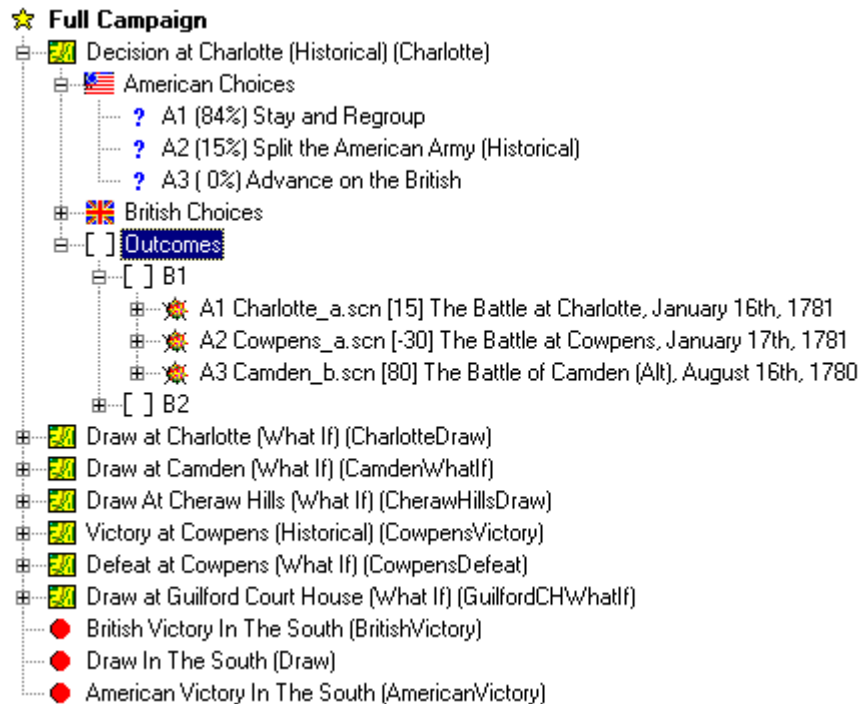 Full Campaign
Decision at Charlotte (Historical) (Charlotte)
American Choices
? A1 (84%) Stay and Regroup
? A2 (15%) Split the American Army (Historical)
? A3 ( 0%) Advance on the British
British Choices
[ ] Outcomes
[ ] B1
A1 Charlotte_a.scn [15] The Battle at Charlotte, January 16th, 1781
A2 Cowpens_a.scn [-30] The Battle at Cowpens, January 17th, 1781
A3 Camden_b.scn [80] The Battle of Camden (Alt), August 16th, 1780
[ ] B2
Draw at Charlotte (What If) (CharlotteDraw)
Draw at Camden (What If) (CamdenWhatIf)
Draw At Cheraw Hills (What If) (CherawHillsDraw)
Victory at Cowpens (Historical) (CowpensVictory)
Defeat at Cowpens (What If) (CowpensDefeat)
Draw at Guilford Court House (What If) (GuilfordCHWhatIf)
British Victory In The South (BritishVictory)
Draw In The South (Draw)
American Victory In The South (AmericanVictory)